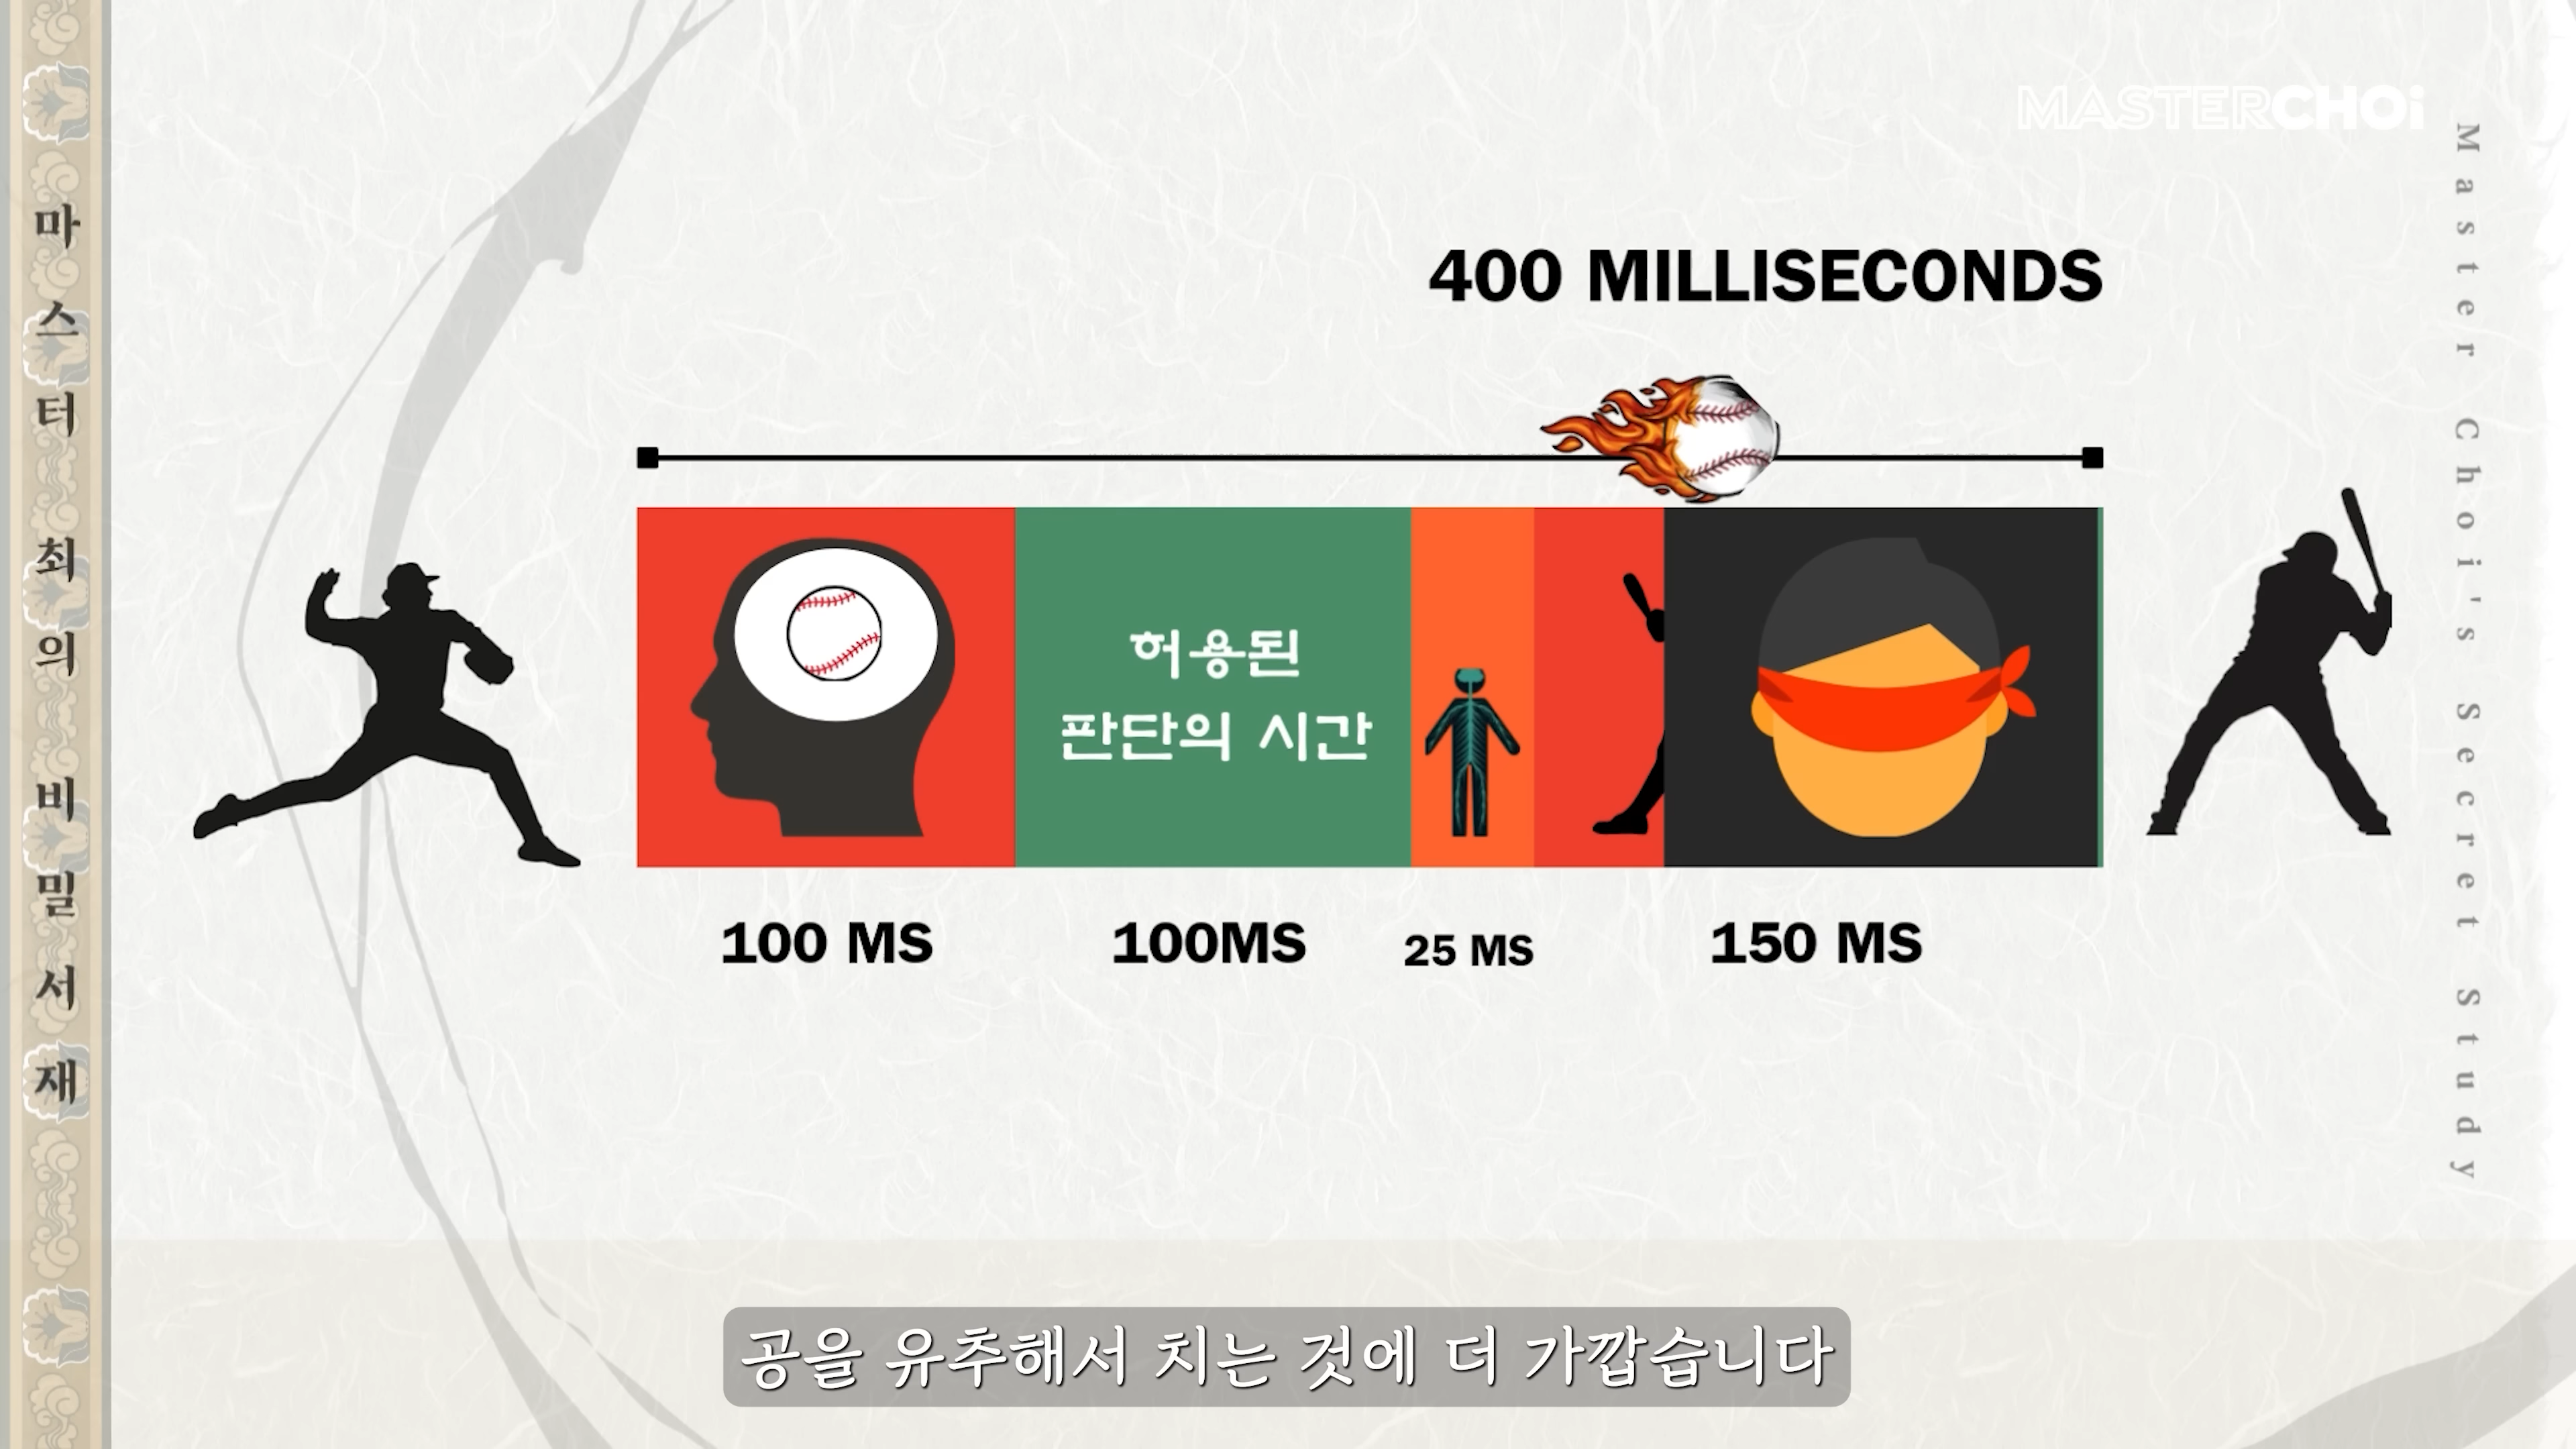 마스터 최의 비밀 서재
MASTERCHOi
Master Choi's Secret Study
400 MILLISECONDS
허용된
판단의 시간
100 MS
100MS
25 MS
150 MS
공을 유추해서 치는 것에 더 가깝습니다